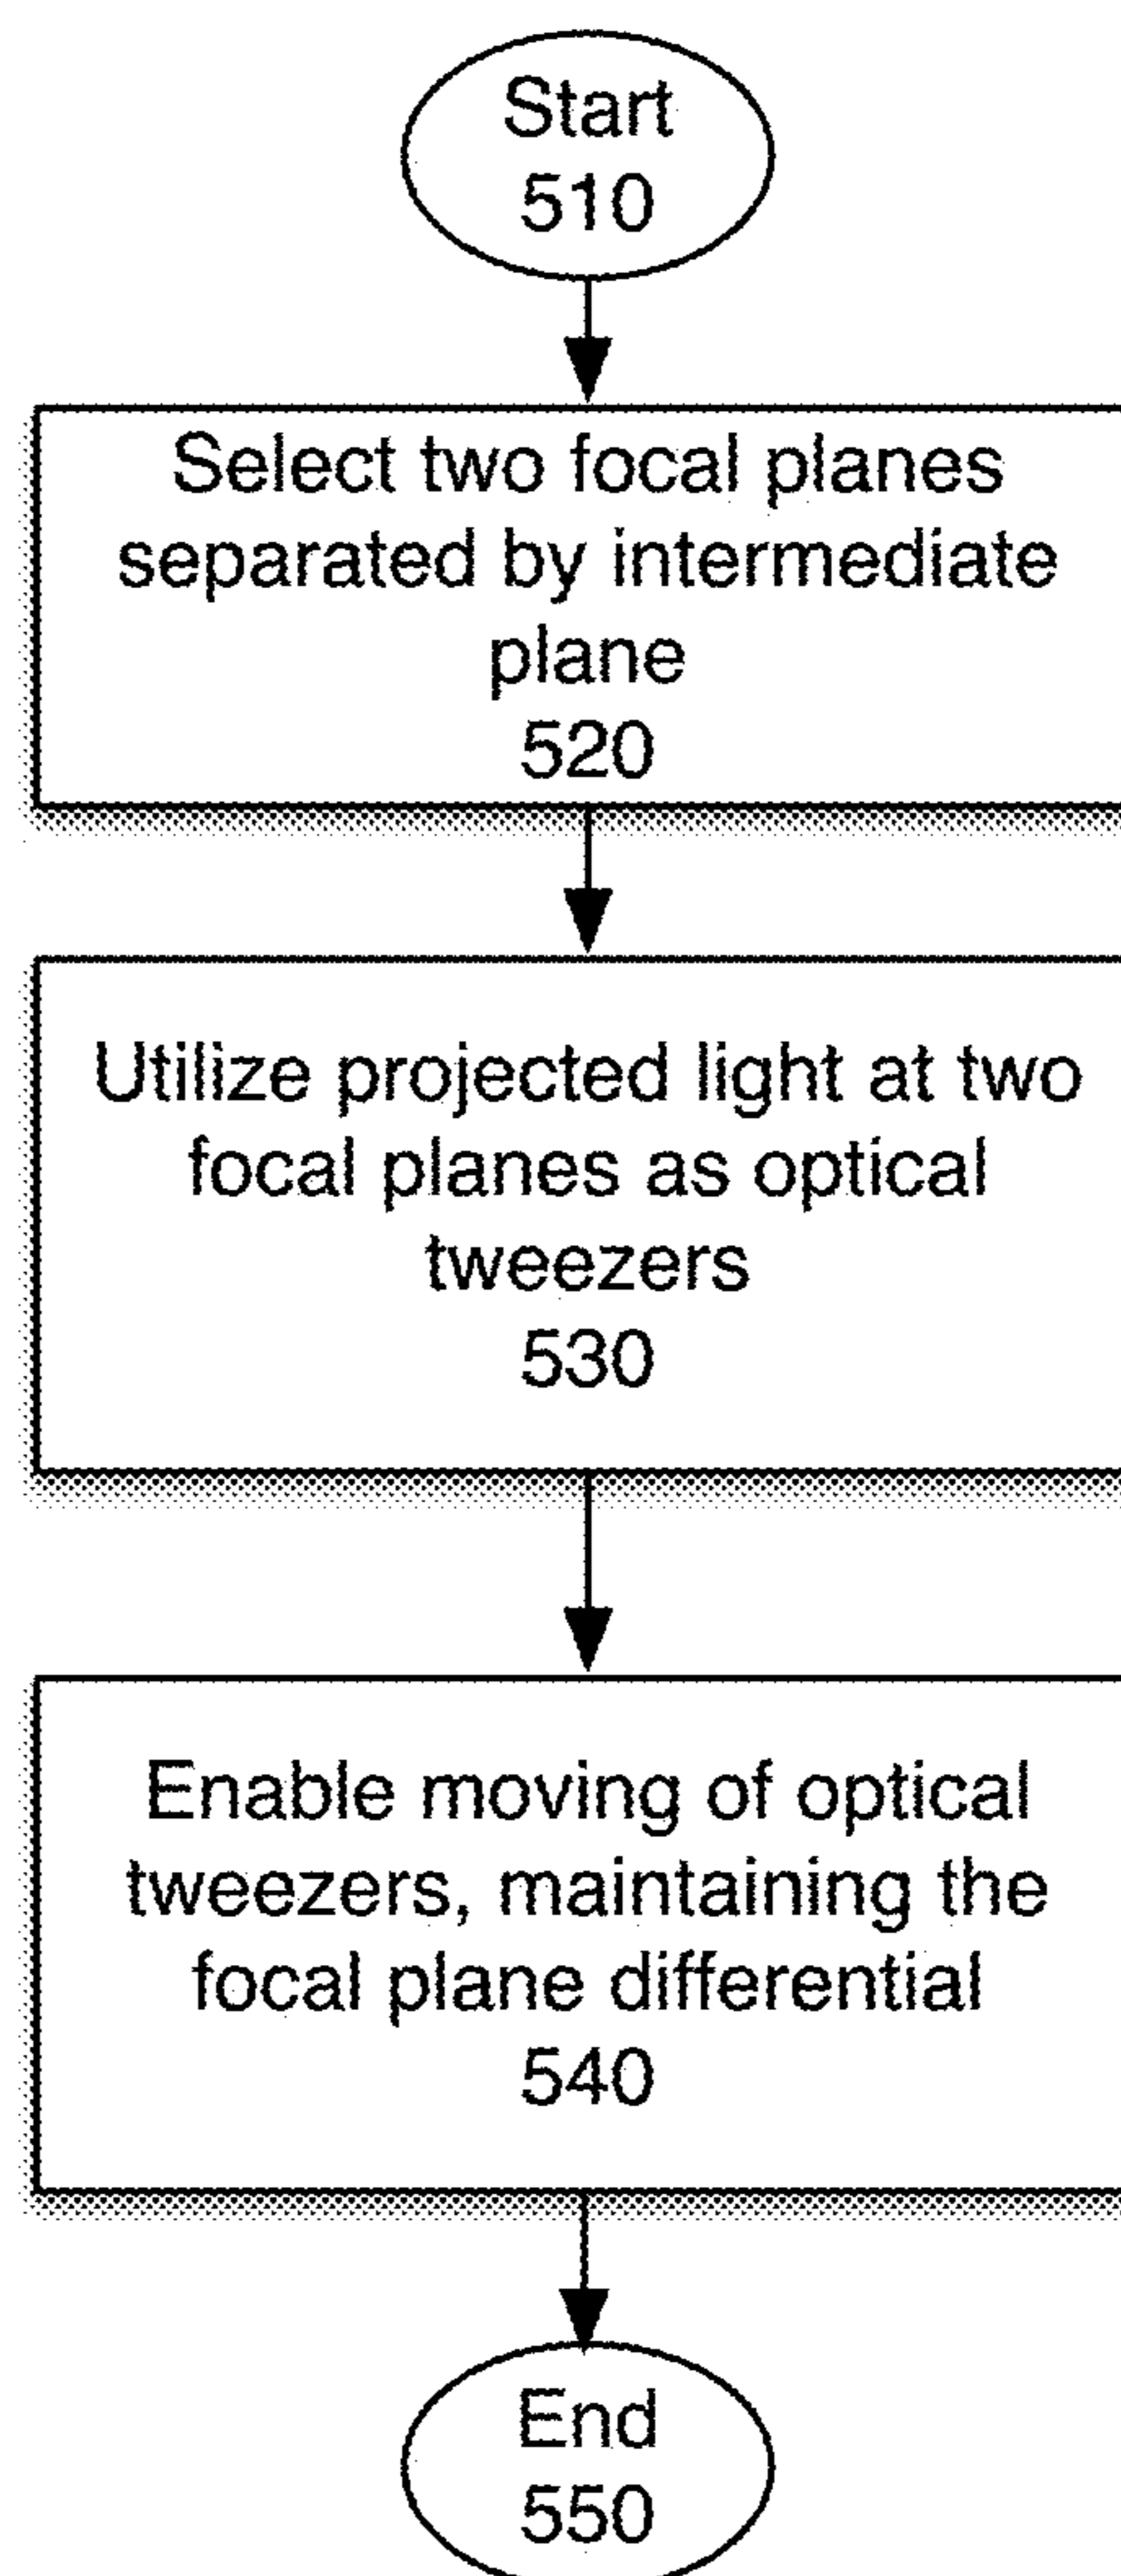 Start
510
Select two focal planes
separated by intermediate
plane
520
Utilize projected light at two
focal planes as optical
tweezers
530
Enable moving of optical
tweezers, maintaining the
focal plane differential
540
End
550